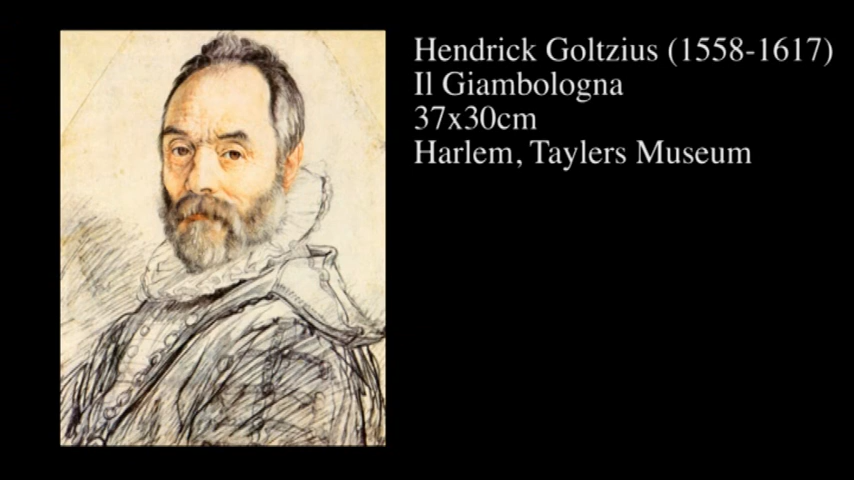 Hendrick Goltzius (1558-1617)
Il Giambologna
37x30cm
Harlem, Taylers Museum